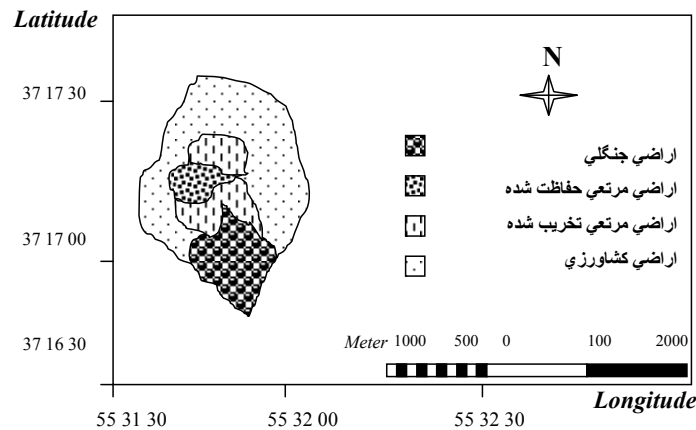 Latitude
N
37 17 30
اراضي جنگلي
اراضي مرتعي حفاظت شده
اراضي مرتعي تخريب شده
37 17 00
اراضي كشاورزي
37 16 30
Meter 1000 500 0 100 2000
Longitude
55 31 30 55 32 00 55 32 30